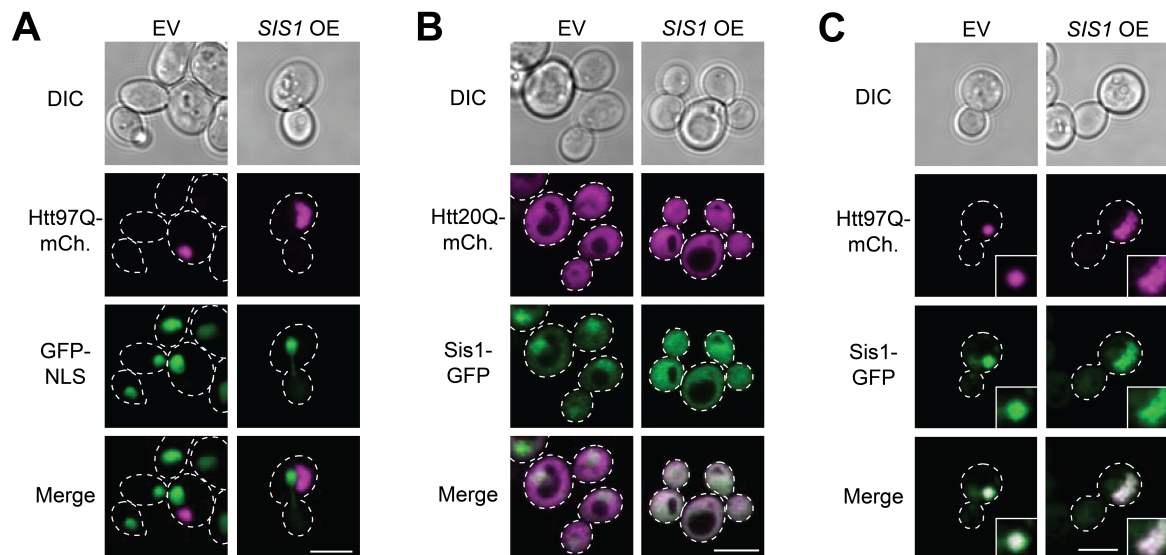 A
EV
SIS1 OE
DIC
Htt97Q-
mCh.
GFP-
NLS
Merge
B
EV
SIS1 OE
DIC
Htt20Q-
mCh.
Sis1-
GFP
Merge
C
EV
SIS1 OE
DIC
Htt97Q-
mCh.
Sis1-
GFP
Merge